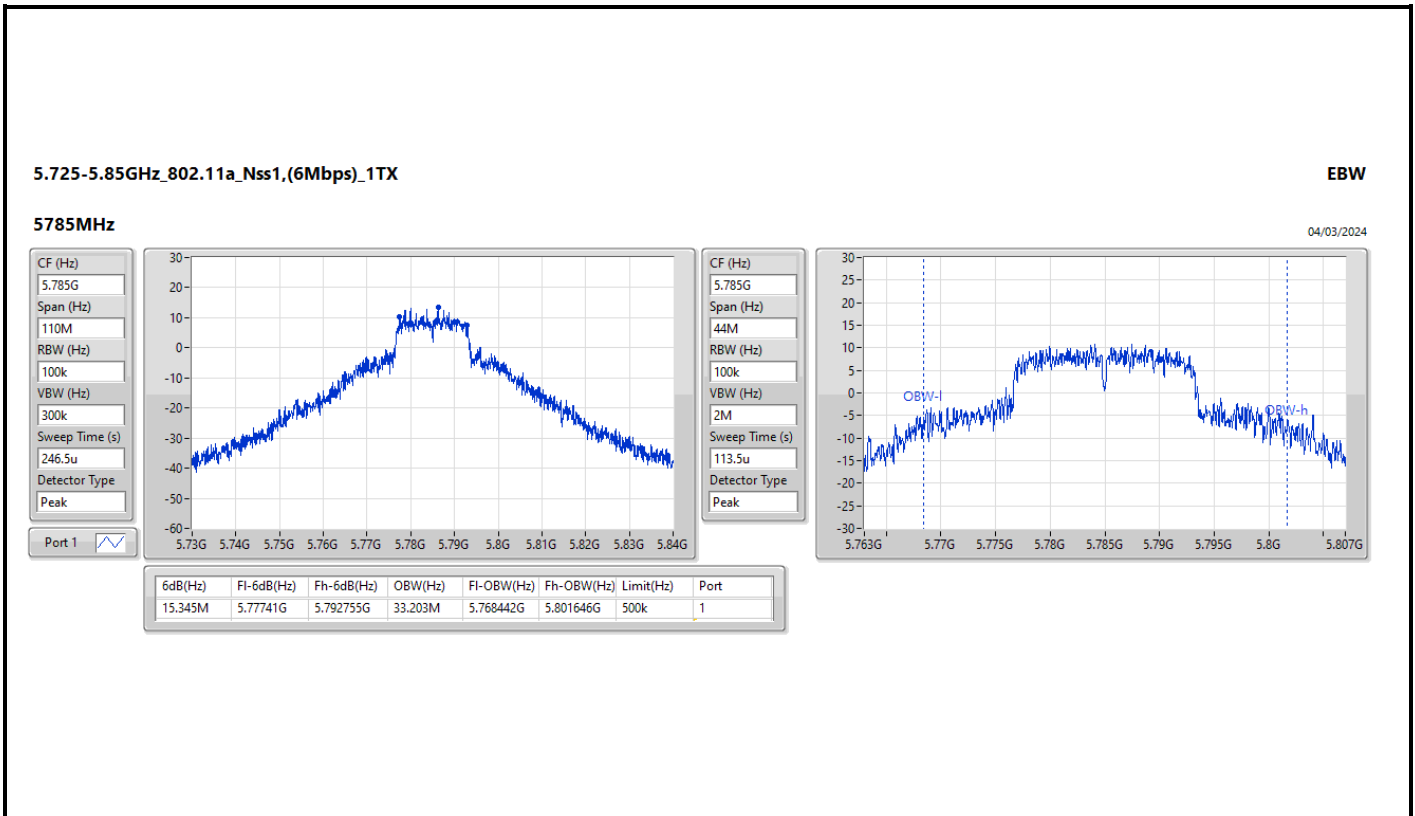 5.725-5.85GHz_802.11a_Nss1,(6Mbps)_1TX
EBW
5785MHz
04/03/2024
CF (Hz)
5.785G
Span (Hz)
110M
RBW (Hz)
100k
VBW (Hz)
300k
Sweep Time (s)
246.5u
Detector Type
Peak
Port 1
30
20
10
0
-10
-20
-30
-40
-50
-60
5.73G 5.74G 5.75G 5.76G 5.77G 5.78G 5.79G 5.8G 5.81G 5.82G 5.83G 5.84G
CF (Hz)
5.785G
Span (Hz)
44M
RBW (Hz)
100k
VBW (Hz)
2M
Sweep Time (s)
113.5u
Detector Type
Peak
30
25
20
15
10
5
0
-5
-10
-15
-20
-25
-30
OBW-l
OBW-h
5.763G 5.77G 5.775G 5.78G 5.785G 5.79G 5.795G 5.8G 5.807G
6dB(Hz) Fl-6dB(Hz) Fh-6dB(Hz) OBW(Hz) Fl-OBW(Hz) Fh-OBW(Hz) Limit(Hz) Port
15.345M 5.77741G 5.792755G 33.203M 5.768442G 5.801646G 500k 1